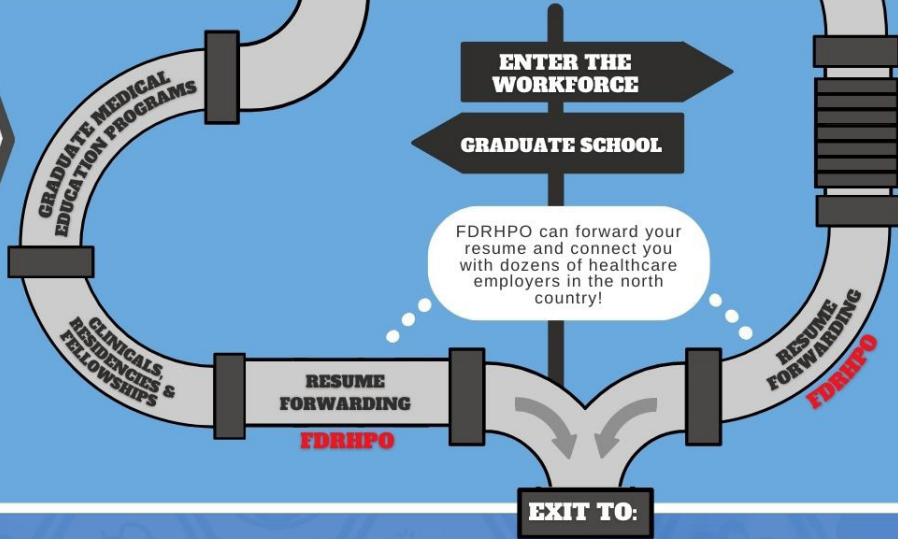 ENTER THE
WORKFORCE
GRADUATE SCHOOL
GRADUATE MEDICAL
EDUCATION PROGRAMS
FDRHPO can forward your
resume and connect you
with dozens of healthcare
employers in the north
country!
CLINICALS,
RESIDENCIES &
FELLOWSHIPS
RESUME
FORWARDING
FDRHPO
RESUME
FORWARDING
FDRHPO
EXIT TO: